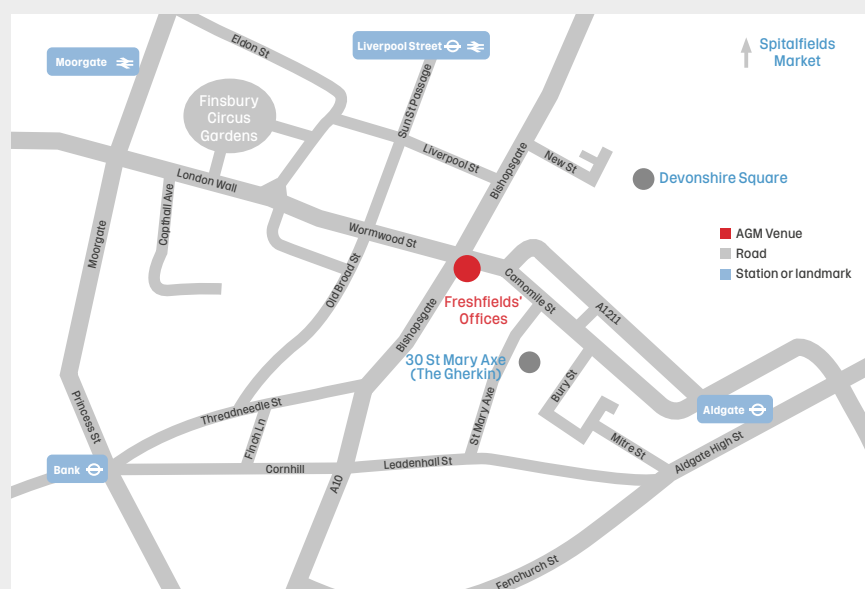 Eldon St
Liverpool Street
Spitalfields
Market
Moorgate
Finsbury
Circus
Gardens
Sun St Passage
Liverpool St
Bishopsgate
New St
Devonshire Square
London Wall
Copthall Ave
Moorgate
Wormwood St
AGM Venue
Road
Station or landmark
Old Broad St
Camomile St
A1211
Freshfields'
Offices
Bishopsgate
30 St Mary Axe
(The Gherkin)
Bury St
St Mary Axe
Princess St
Threadneedle St
Finch Ln
Aldgate
Mitre St
Aldgate High St
Bank
Cornhill
Leadenhall St
A10
Fenchurch St